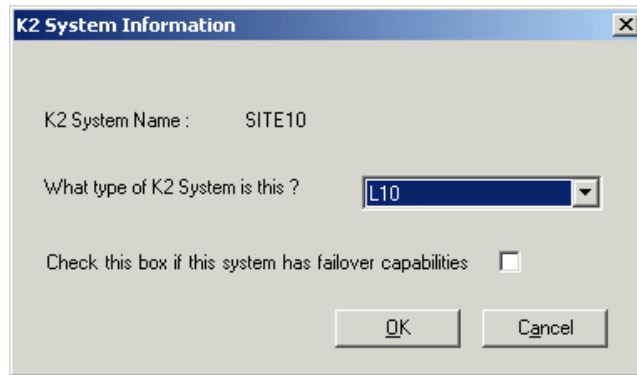 K2 System Information
K2 System Name : SITE10
What type of K2 System is this ? L10
Check this box if this system has failover capabilities
OK Cancel